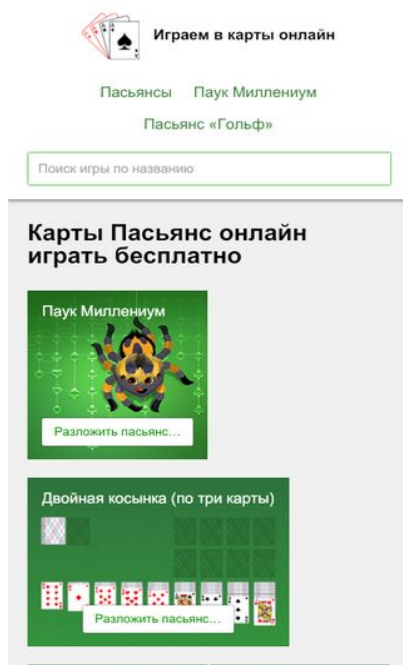 Играем в карты онлайн
Пасьянсы Паук Миллениум
Пасьянс «Гольф»
Поиск игры по названию
Карты Пасьянс онлайн
играть бесплатно
Паук Миллениум
Разложить пасьянс...
Двойная косынка (по три карты)
Разложить пасьянс...